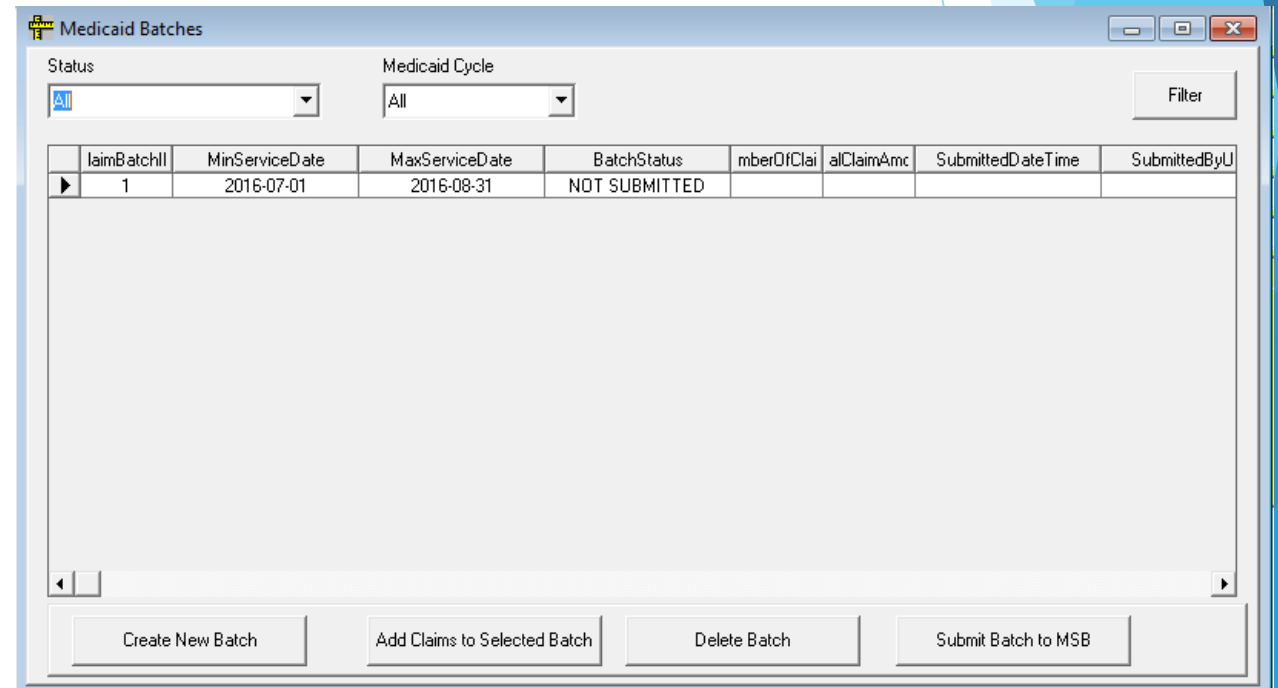 Medicaid Batches
Status Medicaid Cycle
All All Filter
laimBatchII MinServiceDate MaxServiceDate BatchStatus mberOfClai alClaimAmc SubmittedDateTime SubmittedByU
1 2016-07-01 2016-08-31 NOT SUBMITTED
Create New Batch Add Claims to Selected Batch Delete Batch Submit Batch to MSB